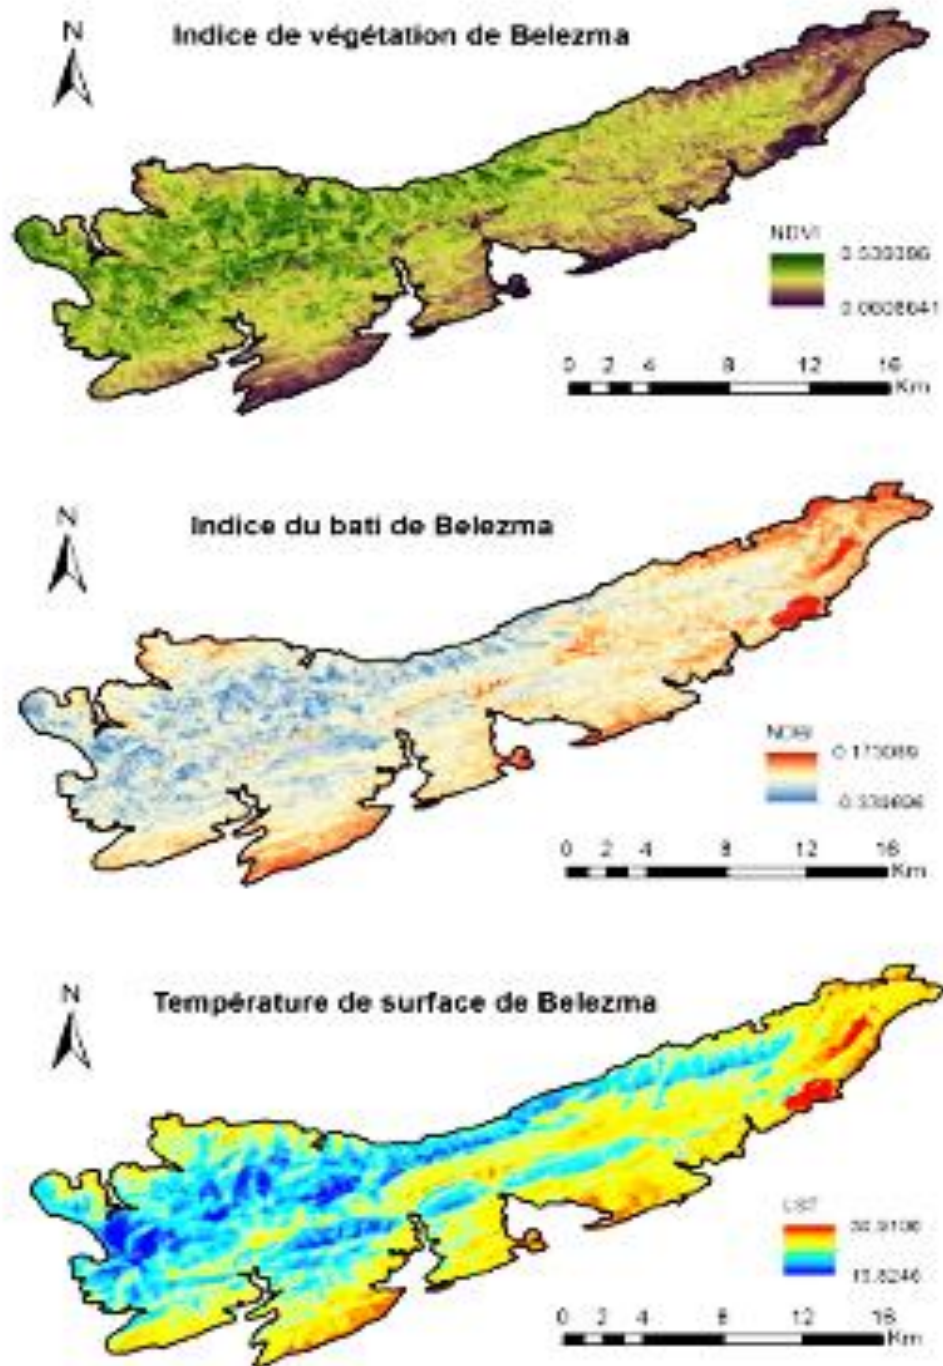 N
Indice de végétation de Belezma
NDVI
0 2 4 8 12 16
Km
N
Indice du bati de Belezma
NDBI
0 2 4 8 12 16
Km
N
Température de surface de Belezma
LST
0 2 4 8 12 16
Km